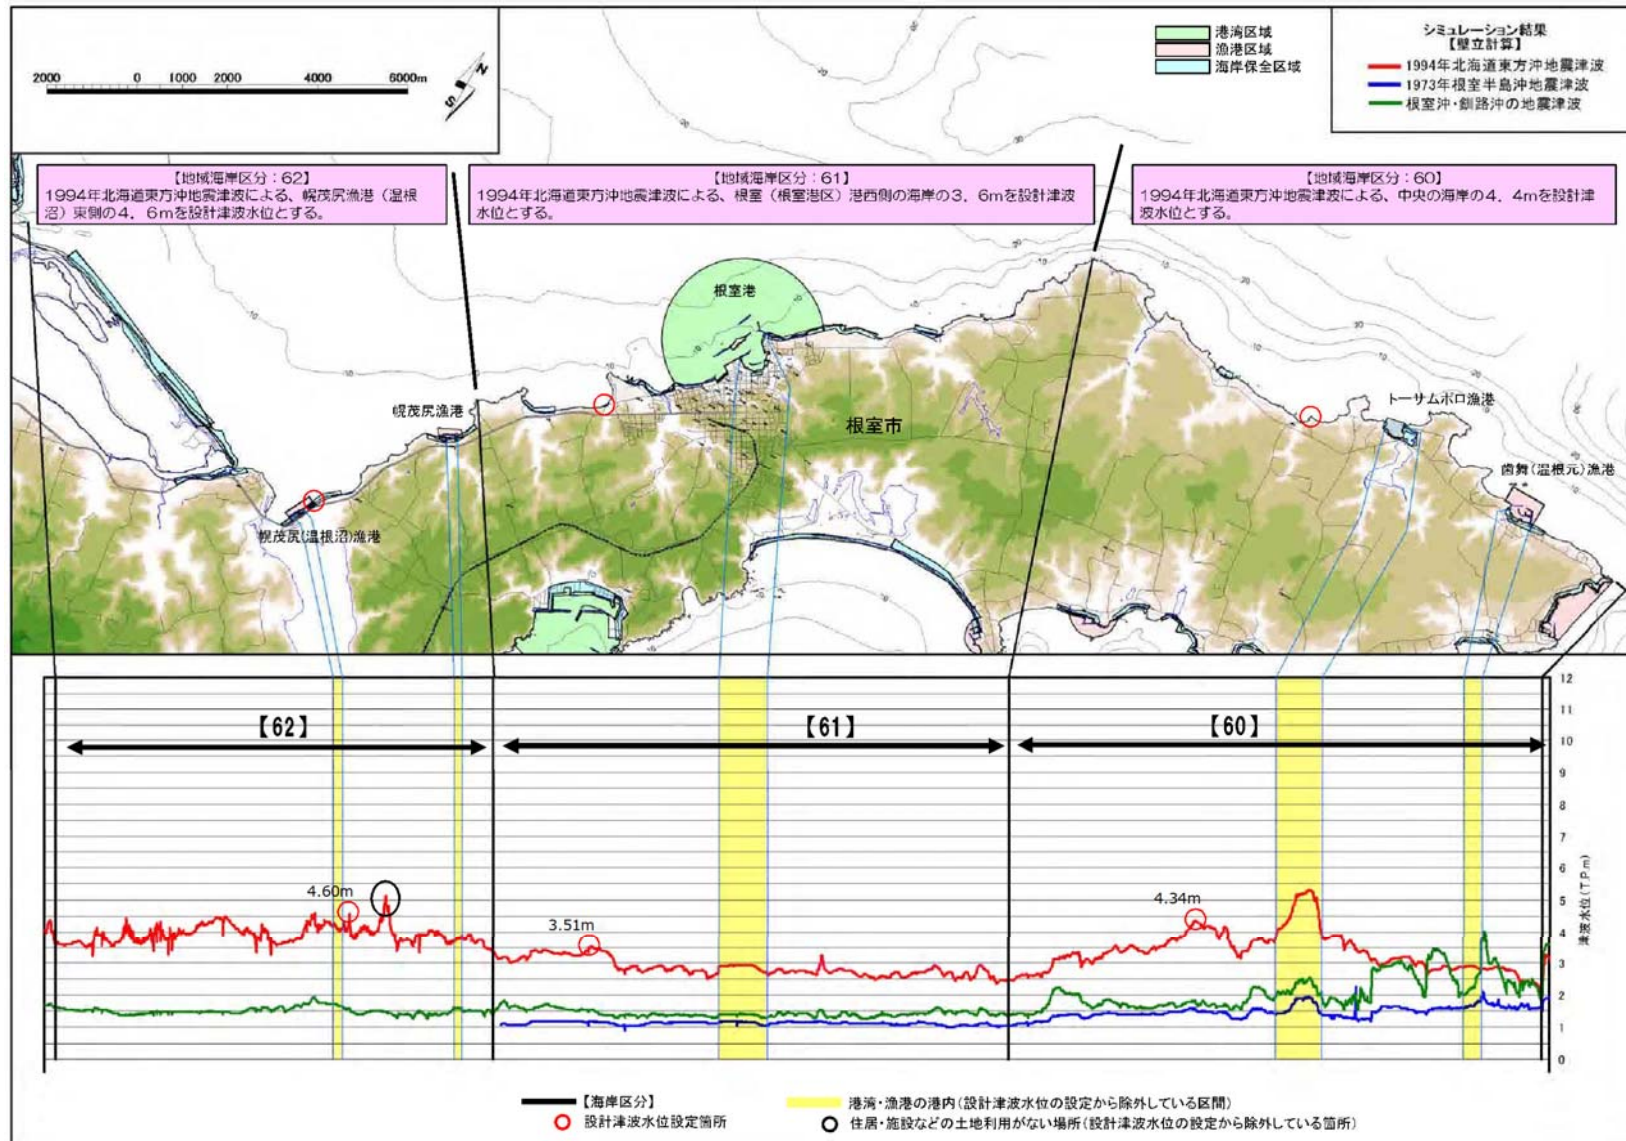 港湾区域
漁港区域
海岸保全区域
シミュレーション結果
【壁立計算】
1994年北海道東方沖地震津波
1973年根室半島沖地震津波
根室沖・釧路沖の地震津波
2000 0 1000 2000 4000 6000m
N
S
【地域海岸区分：62】
1994年北海道東方沖地震津波による、幌茂尻漁港（温根
沼）東側の4．6mを設計津波水位とする。
【地域海岸区分：61】
1994年北海道東方沖地震津波による、根室（根室港区）港西側の海岸の3．6mを設計津波
水位とする。
【地域海岸区分：60】
1994年北海道東方沖地震津波による、中央の海岸の4．4mを設計津
波水位とする。
根室港
幌茂尻漁港
根室市
トーサムポロ漁港
歯舞(温根元)漁港
幌茂尻(温根沼)漁港
【62】
【61】
【60】
4.60m
3.51m
4.34m
12
11
10
9
8
7
6
5
4
3
2
1
0
津波水位(T.P.m)
【海岸区分】
設計津波水位設定箇所
港湾・漁港の港内(設計津波水位の設定から除外している区間)
住居・施設などの土地利用がない場所(設計津波水位の設定から除外している箇所)